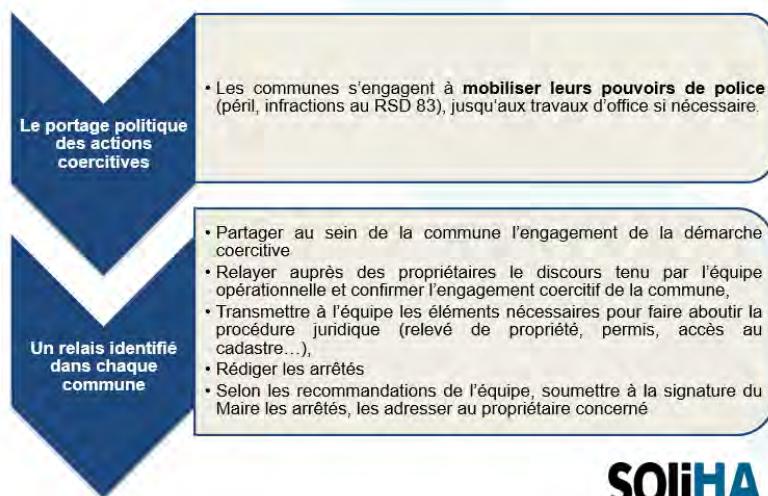 Le portage politique
des actions
coercitives
• Les communes s'engagent à mobiliser leurs pouvoirs de police
(péril, infractions au RSD 83), jusqu'aux travaux d'office si nécessaire.
Un relais identifié
dans chaque
commune
• Partager au sein de la commune l'engagement de la démarche
coercitive
• Relayer auprès des propriétaires le discours tenu par l'équipe
opérationnelle et confirmer l'engagement coercitif de la commune,
• Transmettre à l'équipe les éléments nécessaires pour faire aboutir la
procédure juridique (relevé de propriété, permis, accès au
cadastre…),
• Rédiger les arrêtés
• Selon les recommandations de l'équipe, soumettre à la signature du
Maire les arrêtés, les adresser au propriétaire concerné
SOliHA